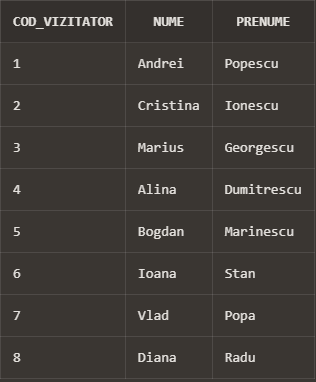 COD_VIZITATOR NUME PRENUME
1 Andrei Popescu
2 Cristina Ionescu
3 Marius Georgescu
4 Alina Dumitrescu
5 Bogdan Marinescu
6 Ioana Stan
7 Vlad Popa
8 Diana Radu